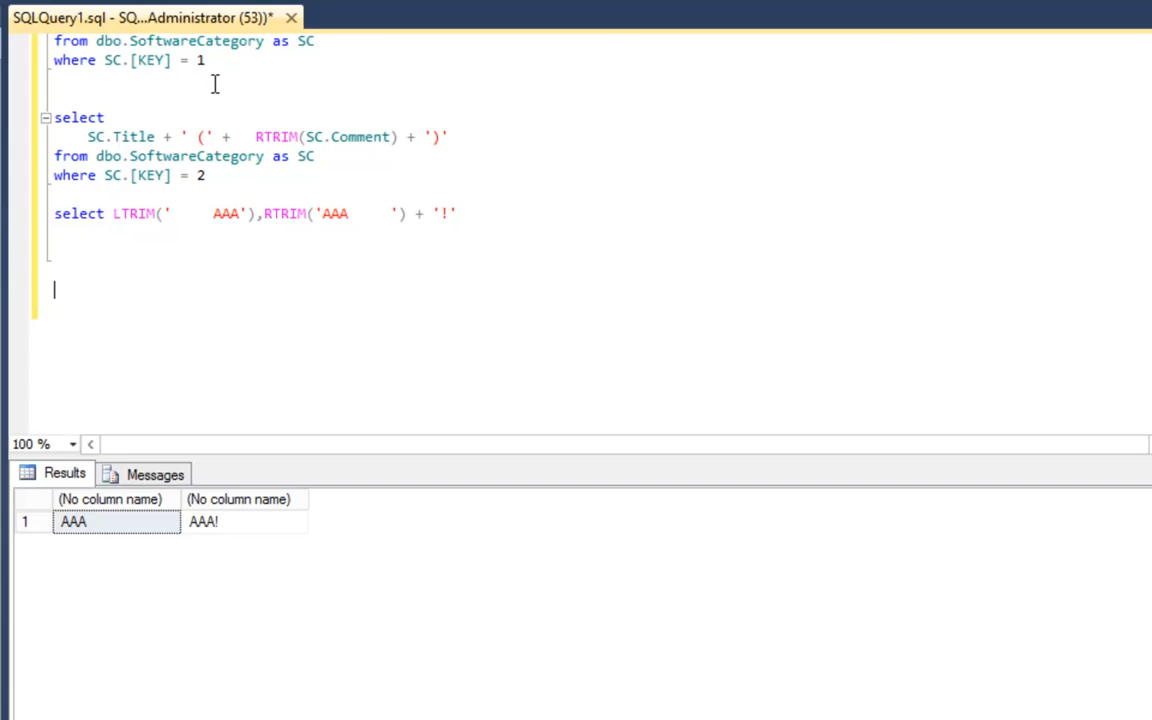 SQLQuery1.sql - SQ...Administrator (53))*
from dbo.SoftwareCategory as SC
where SC.[KEY] = 1
select
SC.Title + ' (' +   RTRIM(SC.Comment) + ')'
from dbo.SoftwareCategory as SC
where SC.[KEY] = 2
select LTRIM('     AAA'),RTRIM('AAA     ') + '!'
100 %
Results Messages
(No column name) (No column name)
1 AAA AAA!